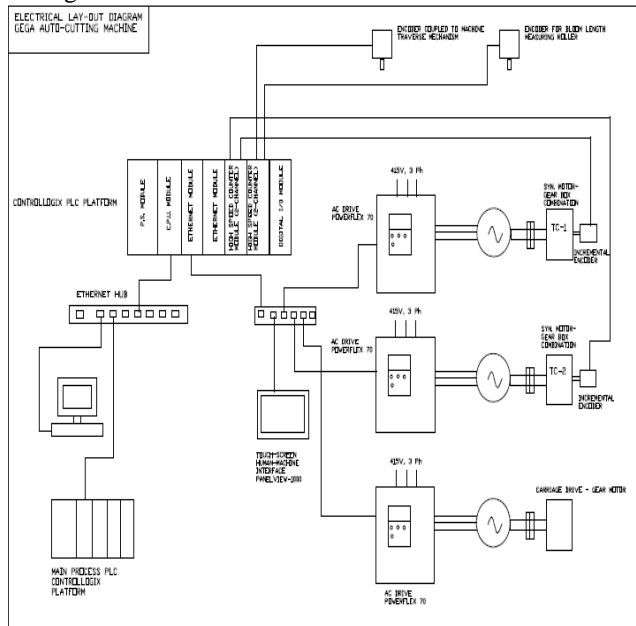 ELECTRICAL LAY-OUT DIAGRAM
GEGA AUTO-CUTTING MACHINE
ENCODER COUPLED TO MACHINE
TRAVERSE MECHANISM
ENCODER FOR BLOOM LENGTH
MEASURING ROLLER
CONTROLLOGIX PLC PLATFORM
P.S. MODULE
C.P.U MODULE
ETHERNET MODULE
ETHERNET MODULE
HIGH SPEED COUNTER
MODULE (2-CHANNEL)
HIGH SPEED COUNTER
MODULE (2-CHANNEL)
DIGITAL I/O MODULE
415V, 3 Ph
AC DRIVE
POWERFLEX 70
SYN. MOTOR-
GEAR BOX
COMBINATION
TC-1
INCREMENTAL
ENCODER
ETHERNET HUB
415V, 3 Ph
AC DRIVE
POWERFLEX 70
SYN. MOTOR-
GEAR BOX
COMBINATION
TC-2
INCREMENTAL
ENCODER
TOUCH-SCREEN
HUMAN-MACHINE
INTERFACE
PANELVIEW-1000
415V, 3 Ph
CARRIAGE DRIVE - GEAR MOTOR
AC DRIVE
POWERFLEX 70
MAIN PROCESS PLC
CONTROLLOGIX
PLATFORM